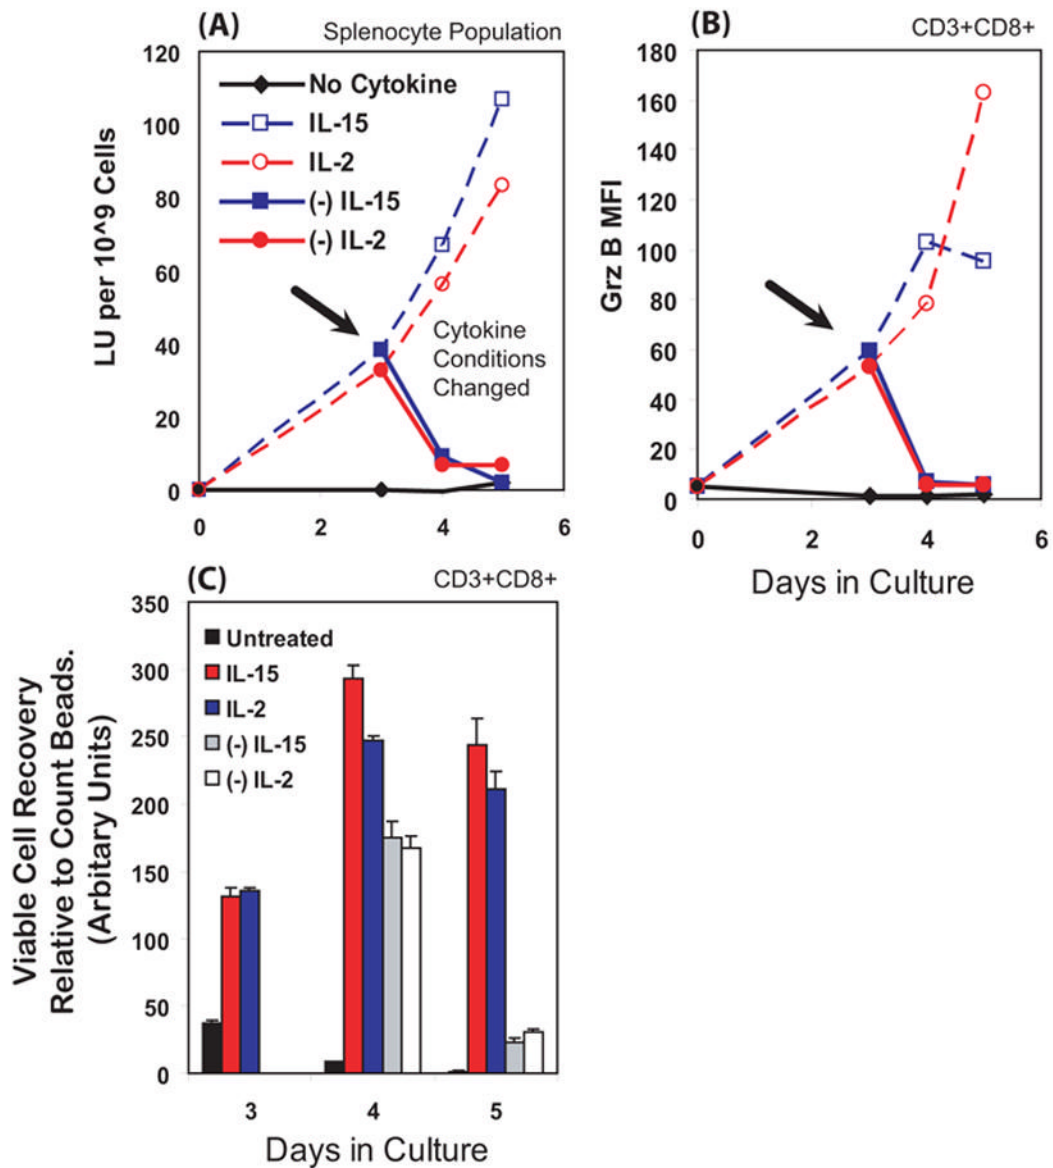 (A)
Splenocyte Population
LU per 10^9 Cells
120
100
80
60
40
20
0
No Cytokine
IL-15
IL-2
(-) IL-15
(-) IL-2
Cytokine
Conditions
Changed
0
2
4
6
(B)
CD3+CD8+
Grz B MFI
180
160
140
120
100
80
60
40
20
0
0
2
4
6
Days in Culture
(C)
CD3+CD8+
Viable Cell Recovery
Relative to Count Beads.
(Arbitary Units)
350
300
250
200
150
100
50
0
Untreated
IL-15
IL-2
(-) IL-15
(-) IL-2
3
4
5
Days in Culture